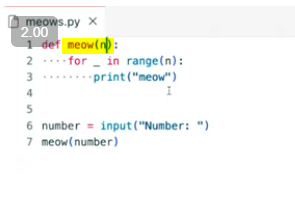 meows.py ×
2.00
1 def meow(n):
2 ····for _ in range(n):
3 ········print("meow")
4
5
6 number = input("Number: ")
7 meow(number)